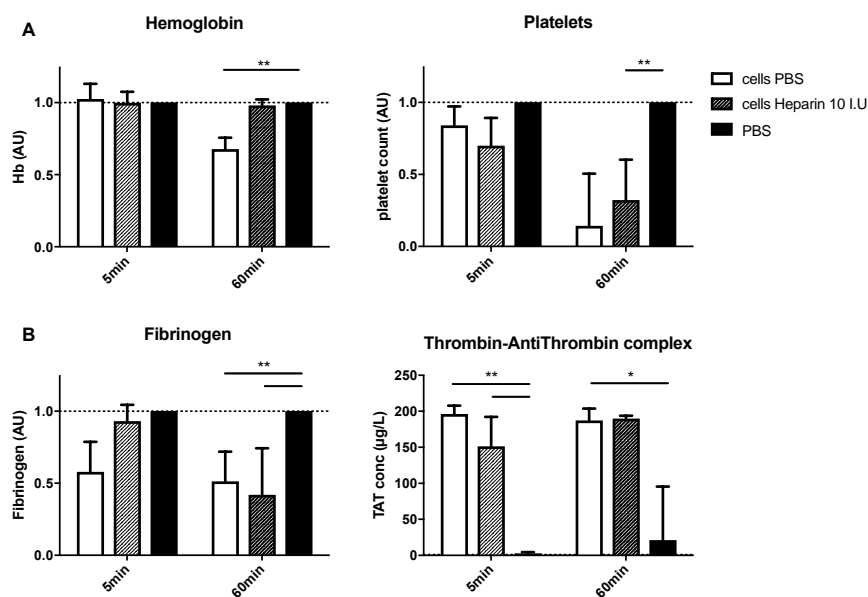 A
Hemoglobin
Hb (AU)
1.0
0.5
0.0
**
5min
60min
Platelets
platelet count (AU)
1.0
0.5
0.0
**
5min
60min
cells PBS
cells Heparin 10 I.U
PBS
B
Fibrinogen
Fibrinogen (AU)
1.0
0.5
0.0
**
5min
60min
Thrombin-AntiThrombin complex
TAT conc (µg/L)
250
200
150
100
50
0
**
*
5min
60min